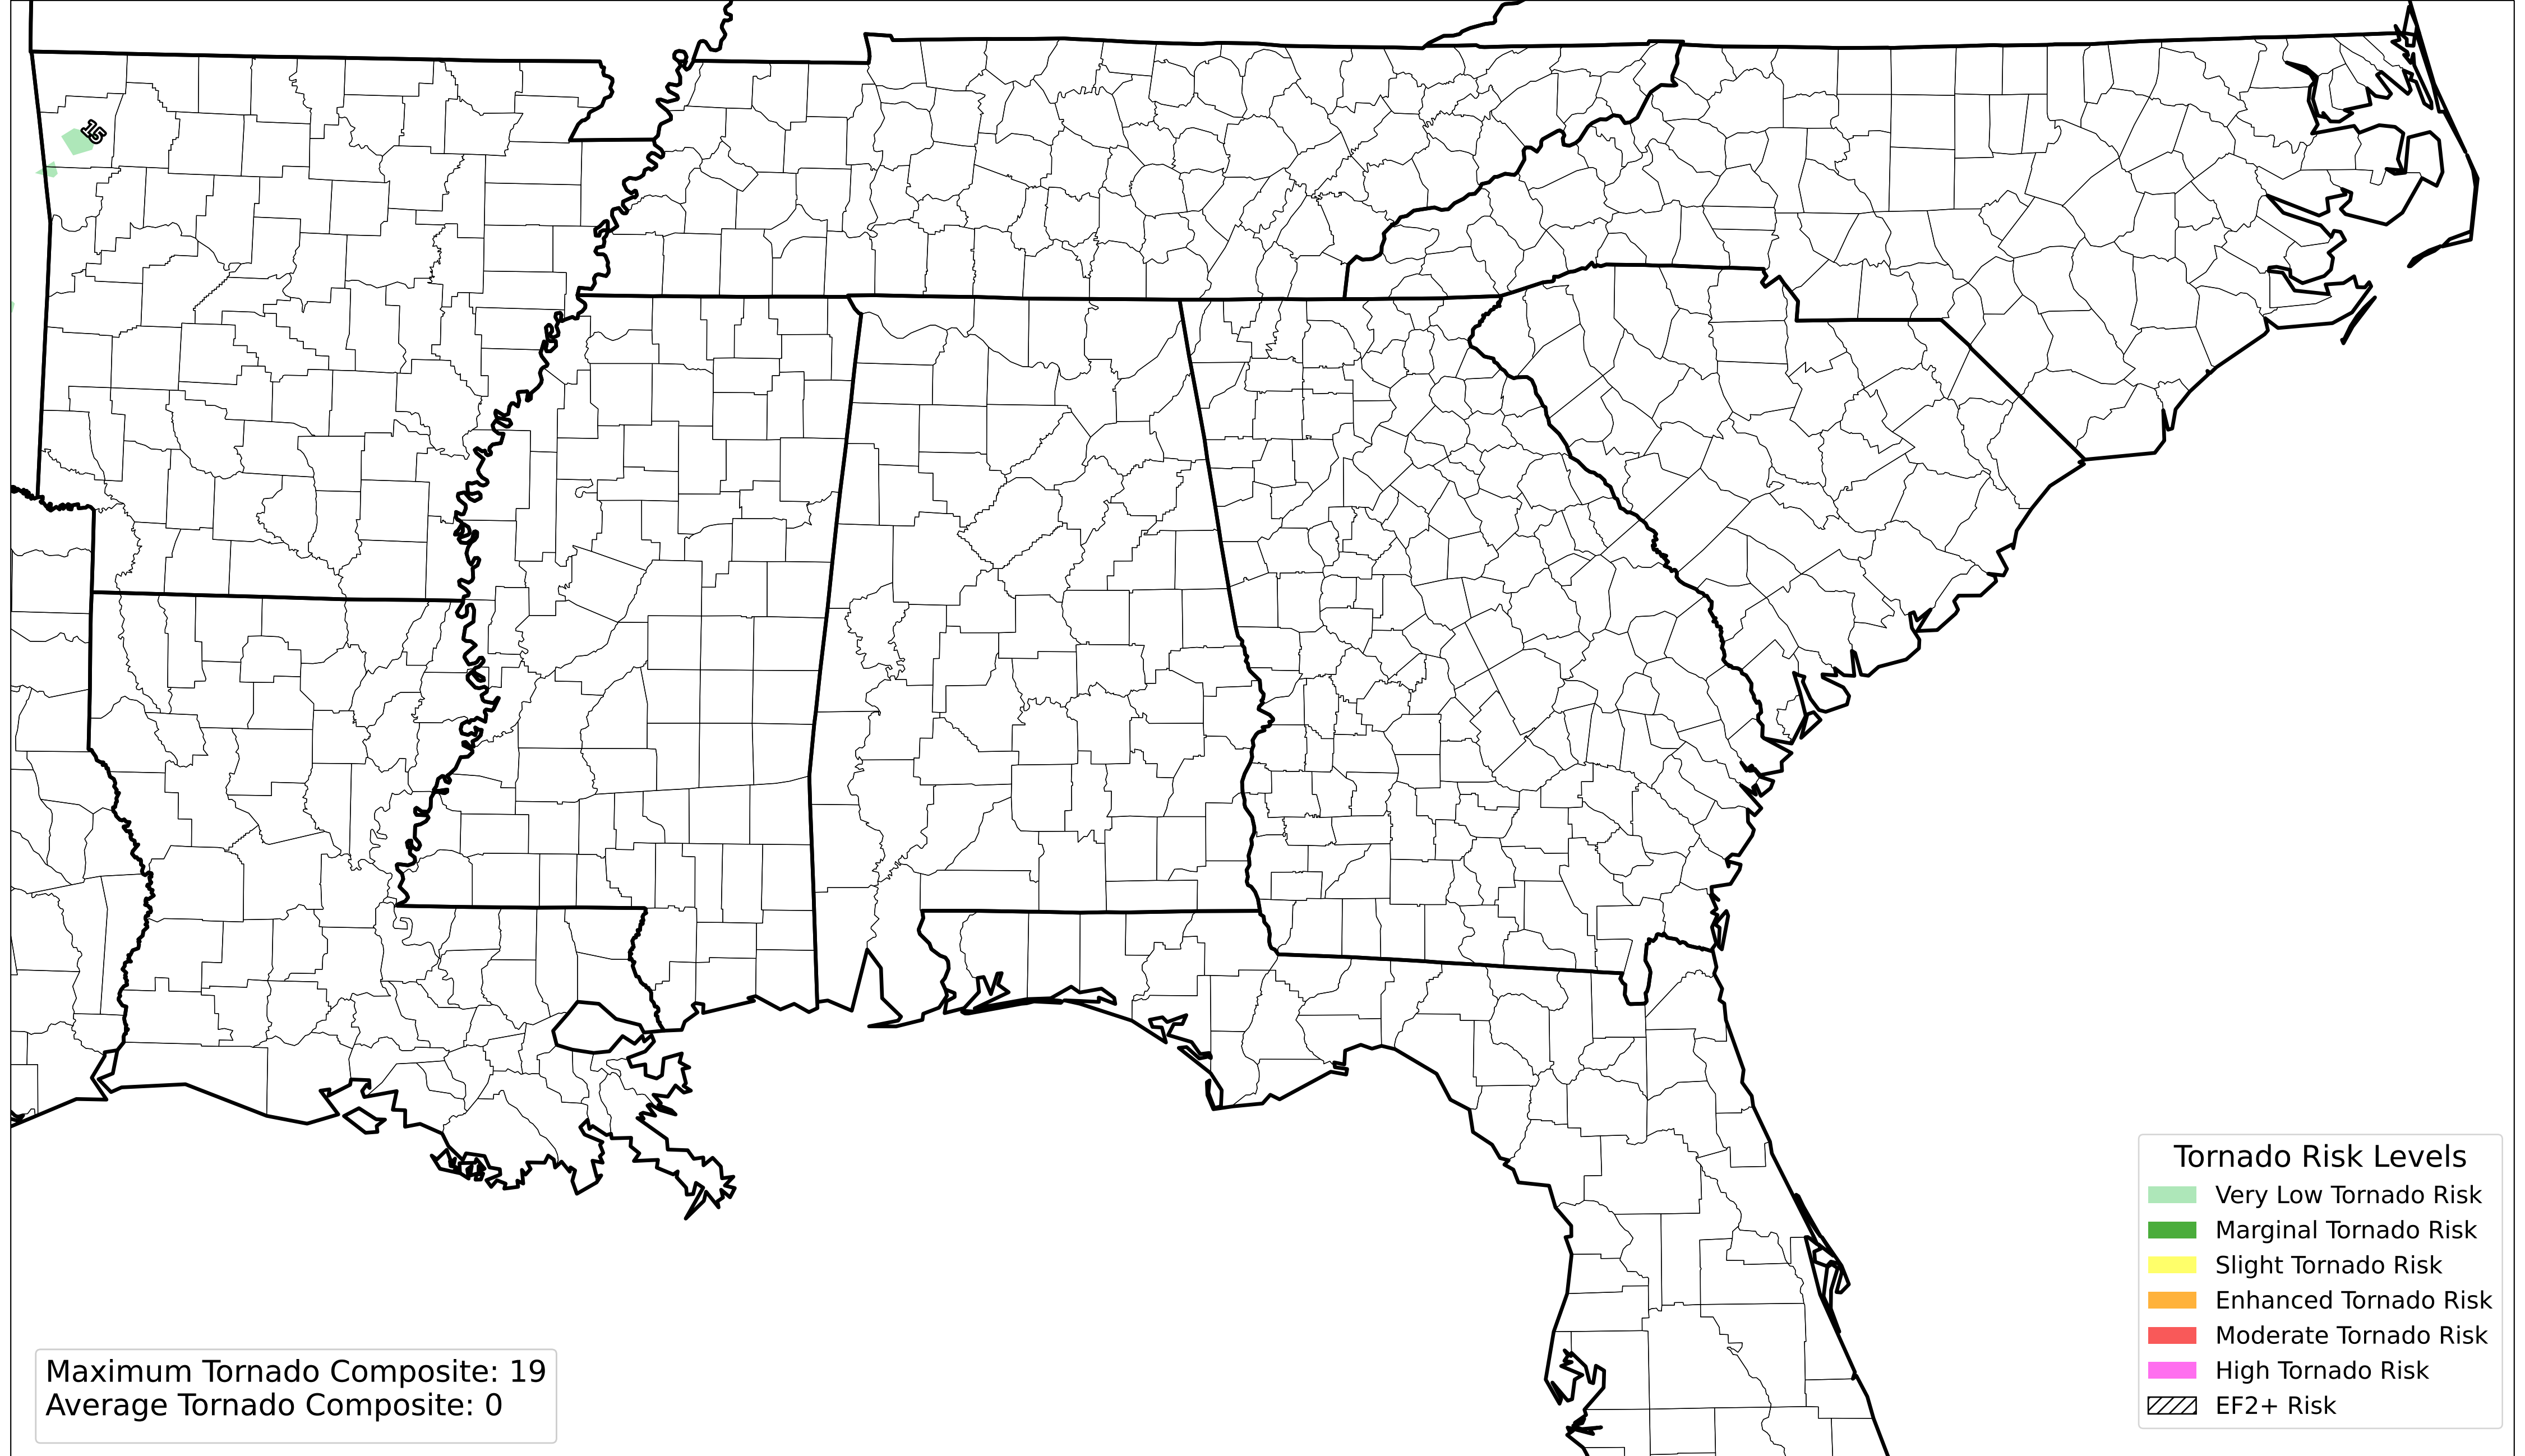 15
Tornado Risk Levels
Very Low Tornado Risk
Marginal Tornado Risk
Slight Tornado Risk
Enhanced Tornado Risk
Moderate Tornado Risk
High Tornado Risk
EF2+ Risk
Maximum Tornado Composite: 19
Average Tornado Composite: 0